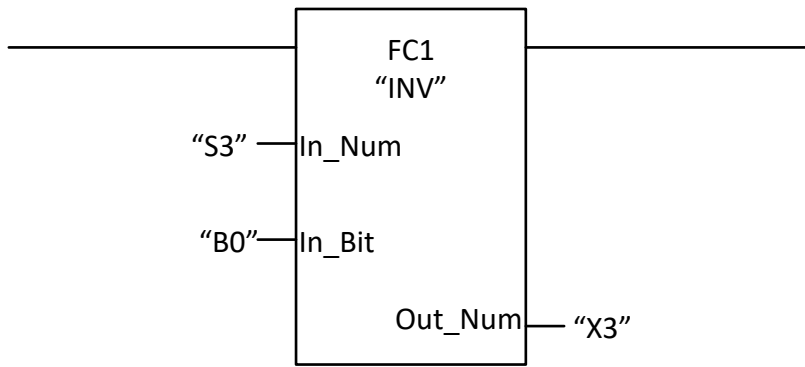 FC1
“INV”
“S3” In_Num
“B0” In_Bit
Out_Num “X3”